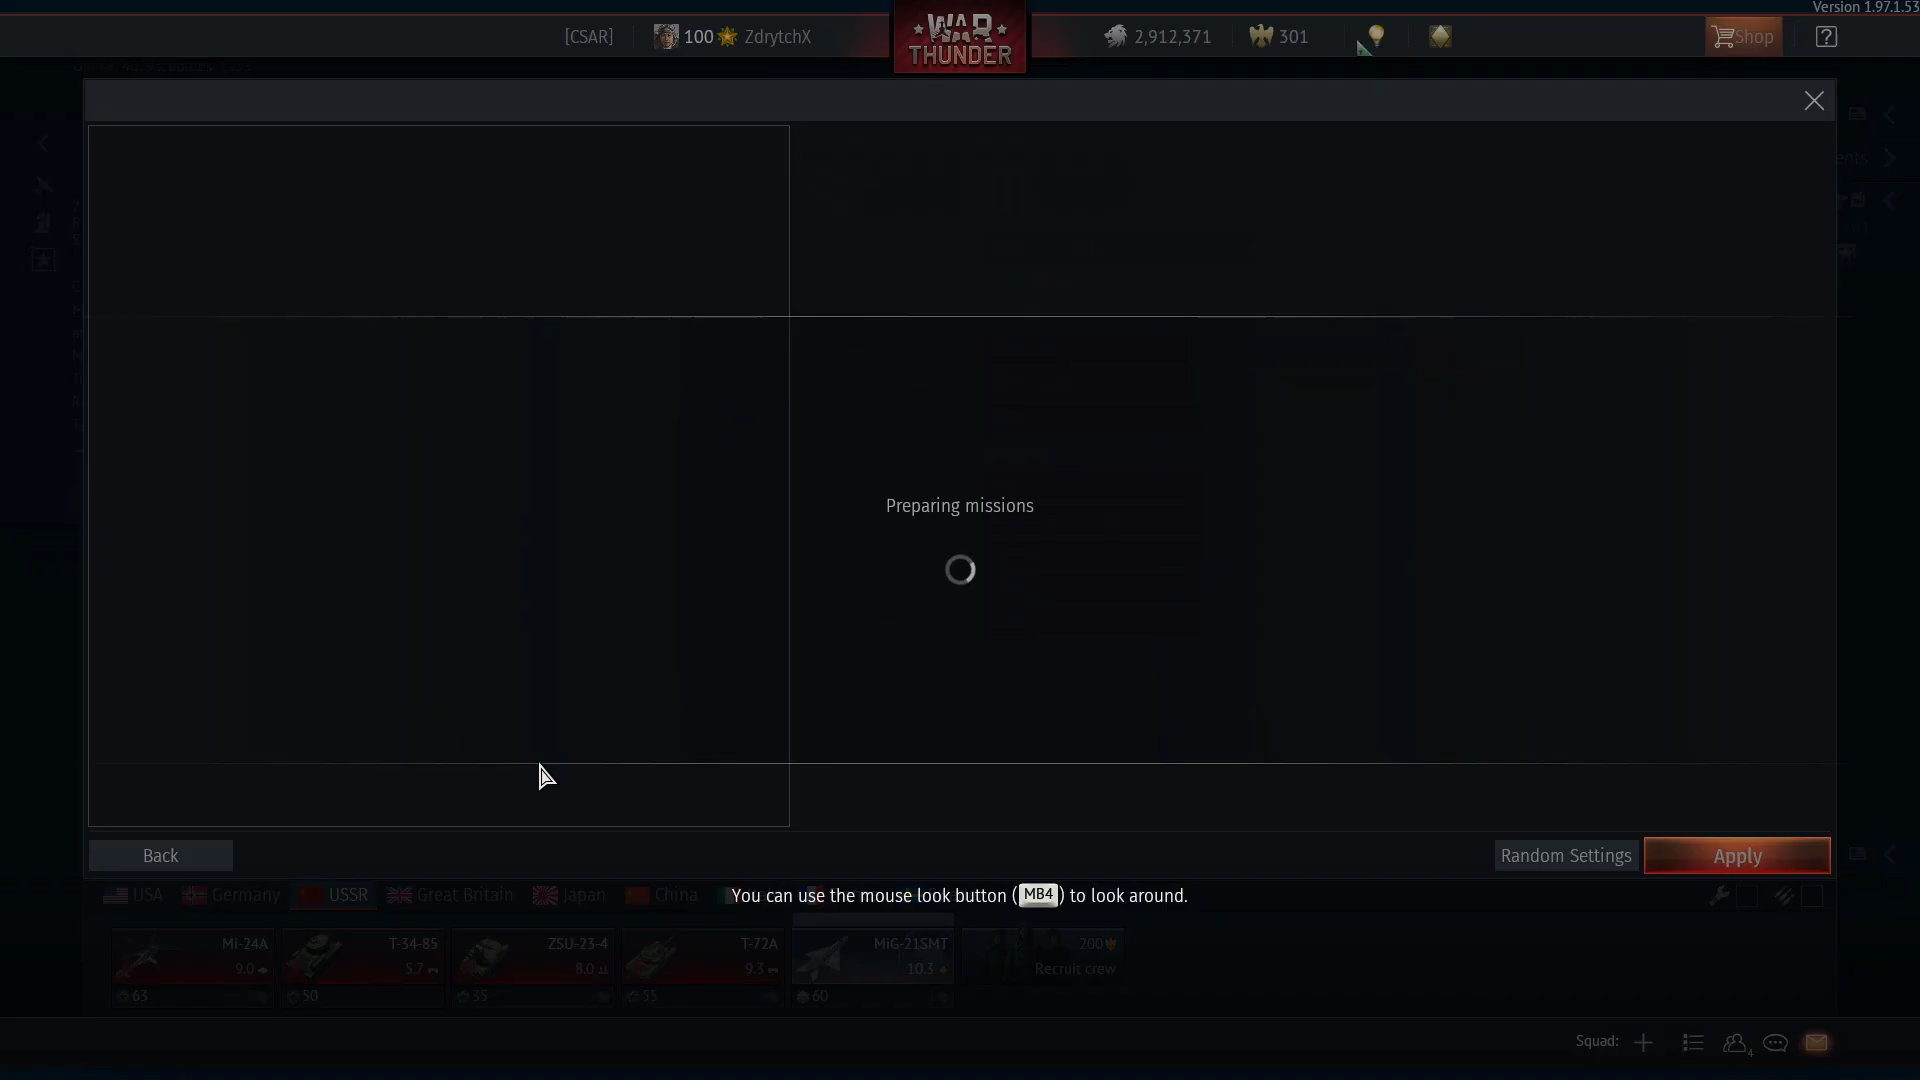 Version 1.97.1.53
[CSAR] 100 ZdrytchX WAR THUNDER 2,912,371 301 Shop
Preparing missions
Back Random Settings Apply
USA Germany USSR Great Britain Japan China
You can use the mouse look button (MB4) to look around.
Mi-24A T-34-85 ZSU-23-4 T-72A MiG-21SMT 200
9.0 5.7 8.0 9.3 10.3 Recruit crew
63 50 35 55 60
Squad: 4